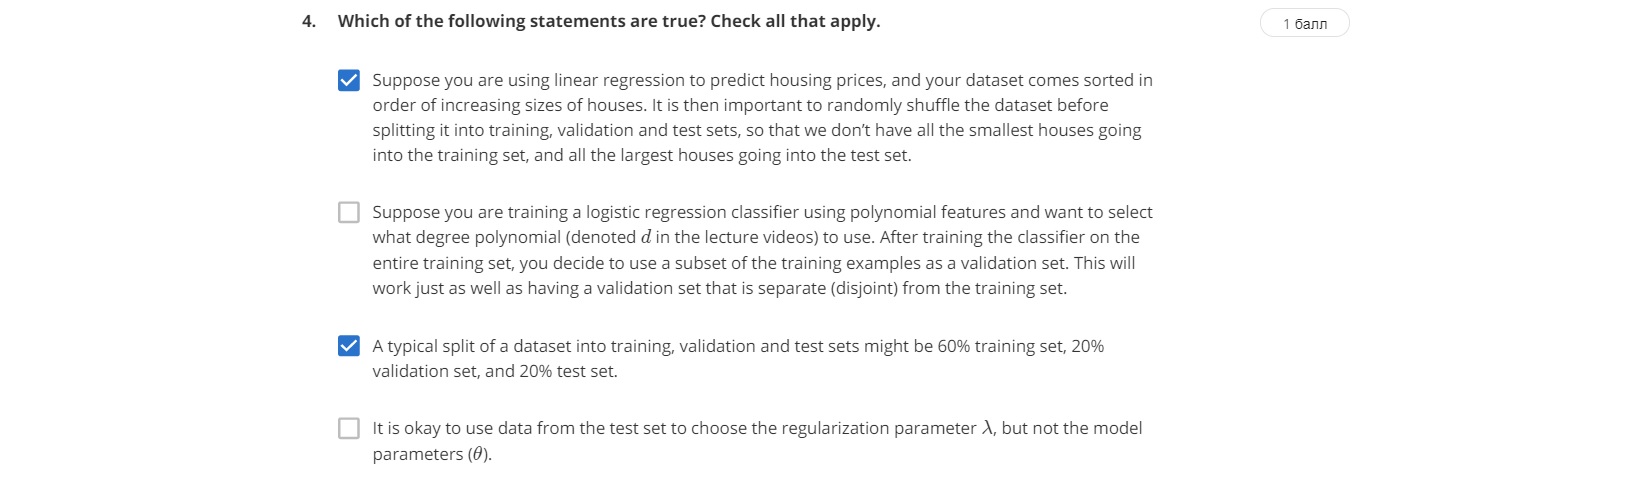 4. Which of the following statements are true? Check all that apply.
1 балл
Suppose you are using linear regression to predict housing prices, and your dataset comes sorted in
order of increasing sizes of houses. It is then important to randomly shuffle the dataset before
splitting it into training, validation and test sets, so that we don’t have all the smallest houses going
into the training set, and all the largest houses going into the test set.
Suppose you are training a logistic regression classifier using polynomial features and want to select
what degree polynomial (denoted d in the lecture videos) to use. After training the classifier on the
entire training set, you decide to use a subset of the training examples as a validation set. This will
work just as well as having a validation set that is separate (disjoint) from the training set.
A typical split of a dataset into training, validation and test sets might be 60% training set, 20%
validation set, and 20% test set.
It is okay to use data from the test set to choose the regularization parameter λ, but not the model
parameters (θ).